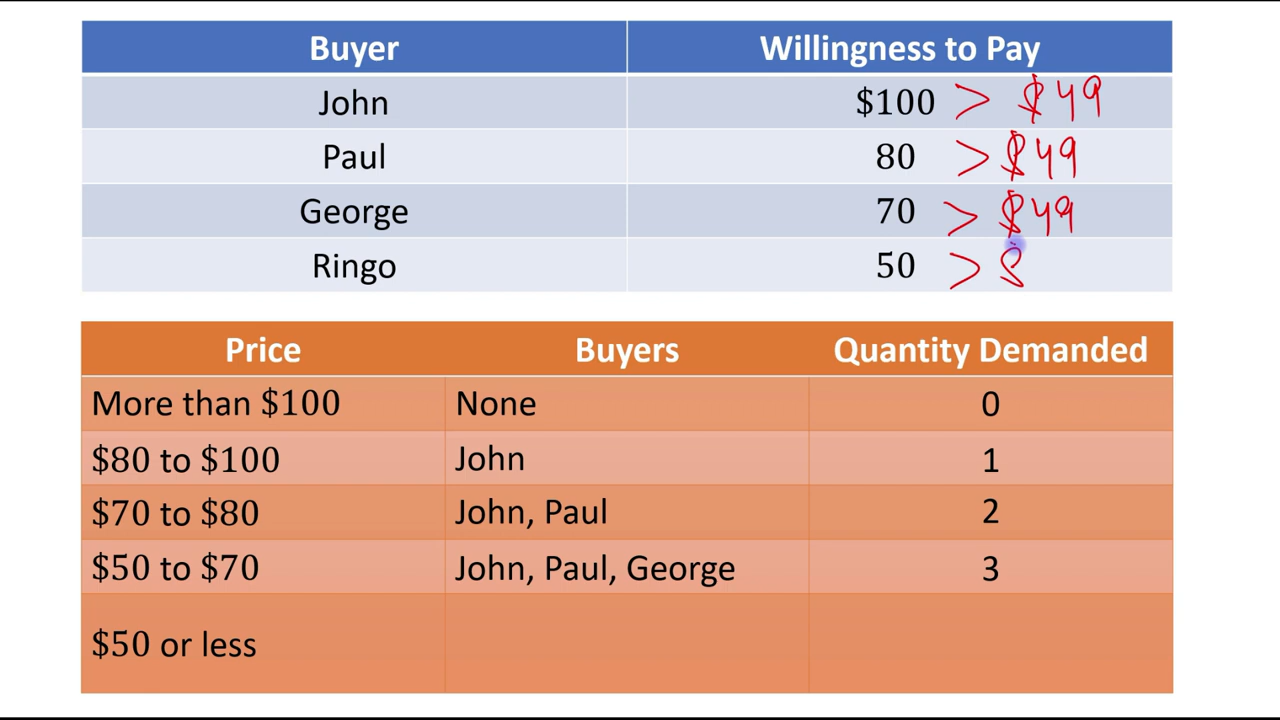 Buyer Willingness to Pay
John $100 > $49
Paul 80 > $49
George 70 > $49
Ringo 50 >
Price Buyers Quantity Demanded
More than $100 None 0
$80 to $100 John 1
$70 to $80 John, Paul 2
$50 to $70 John, Paul, George 3
$50 or less